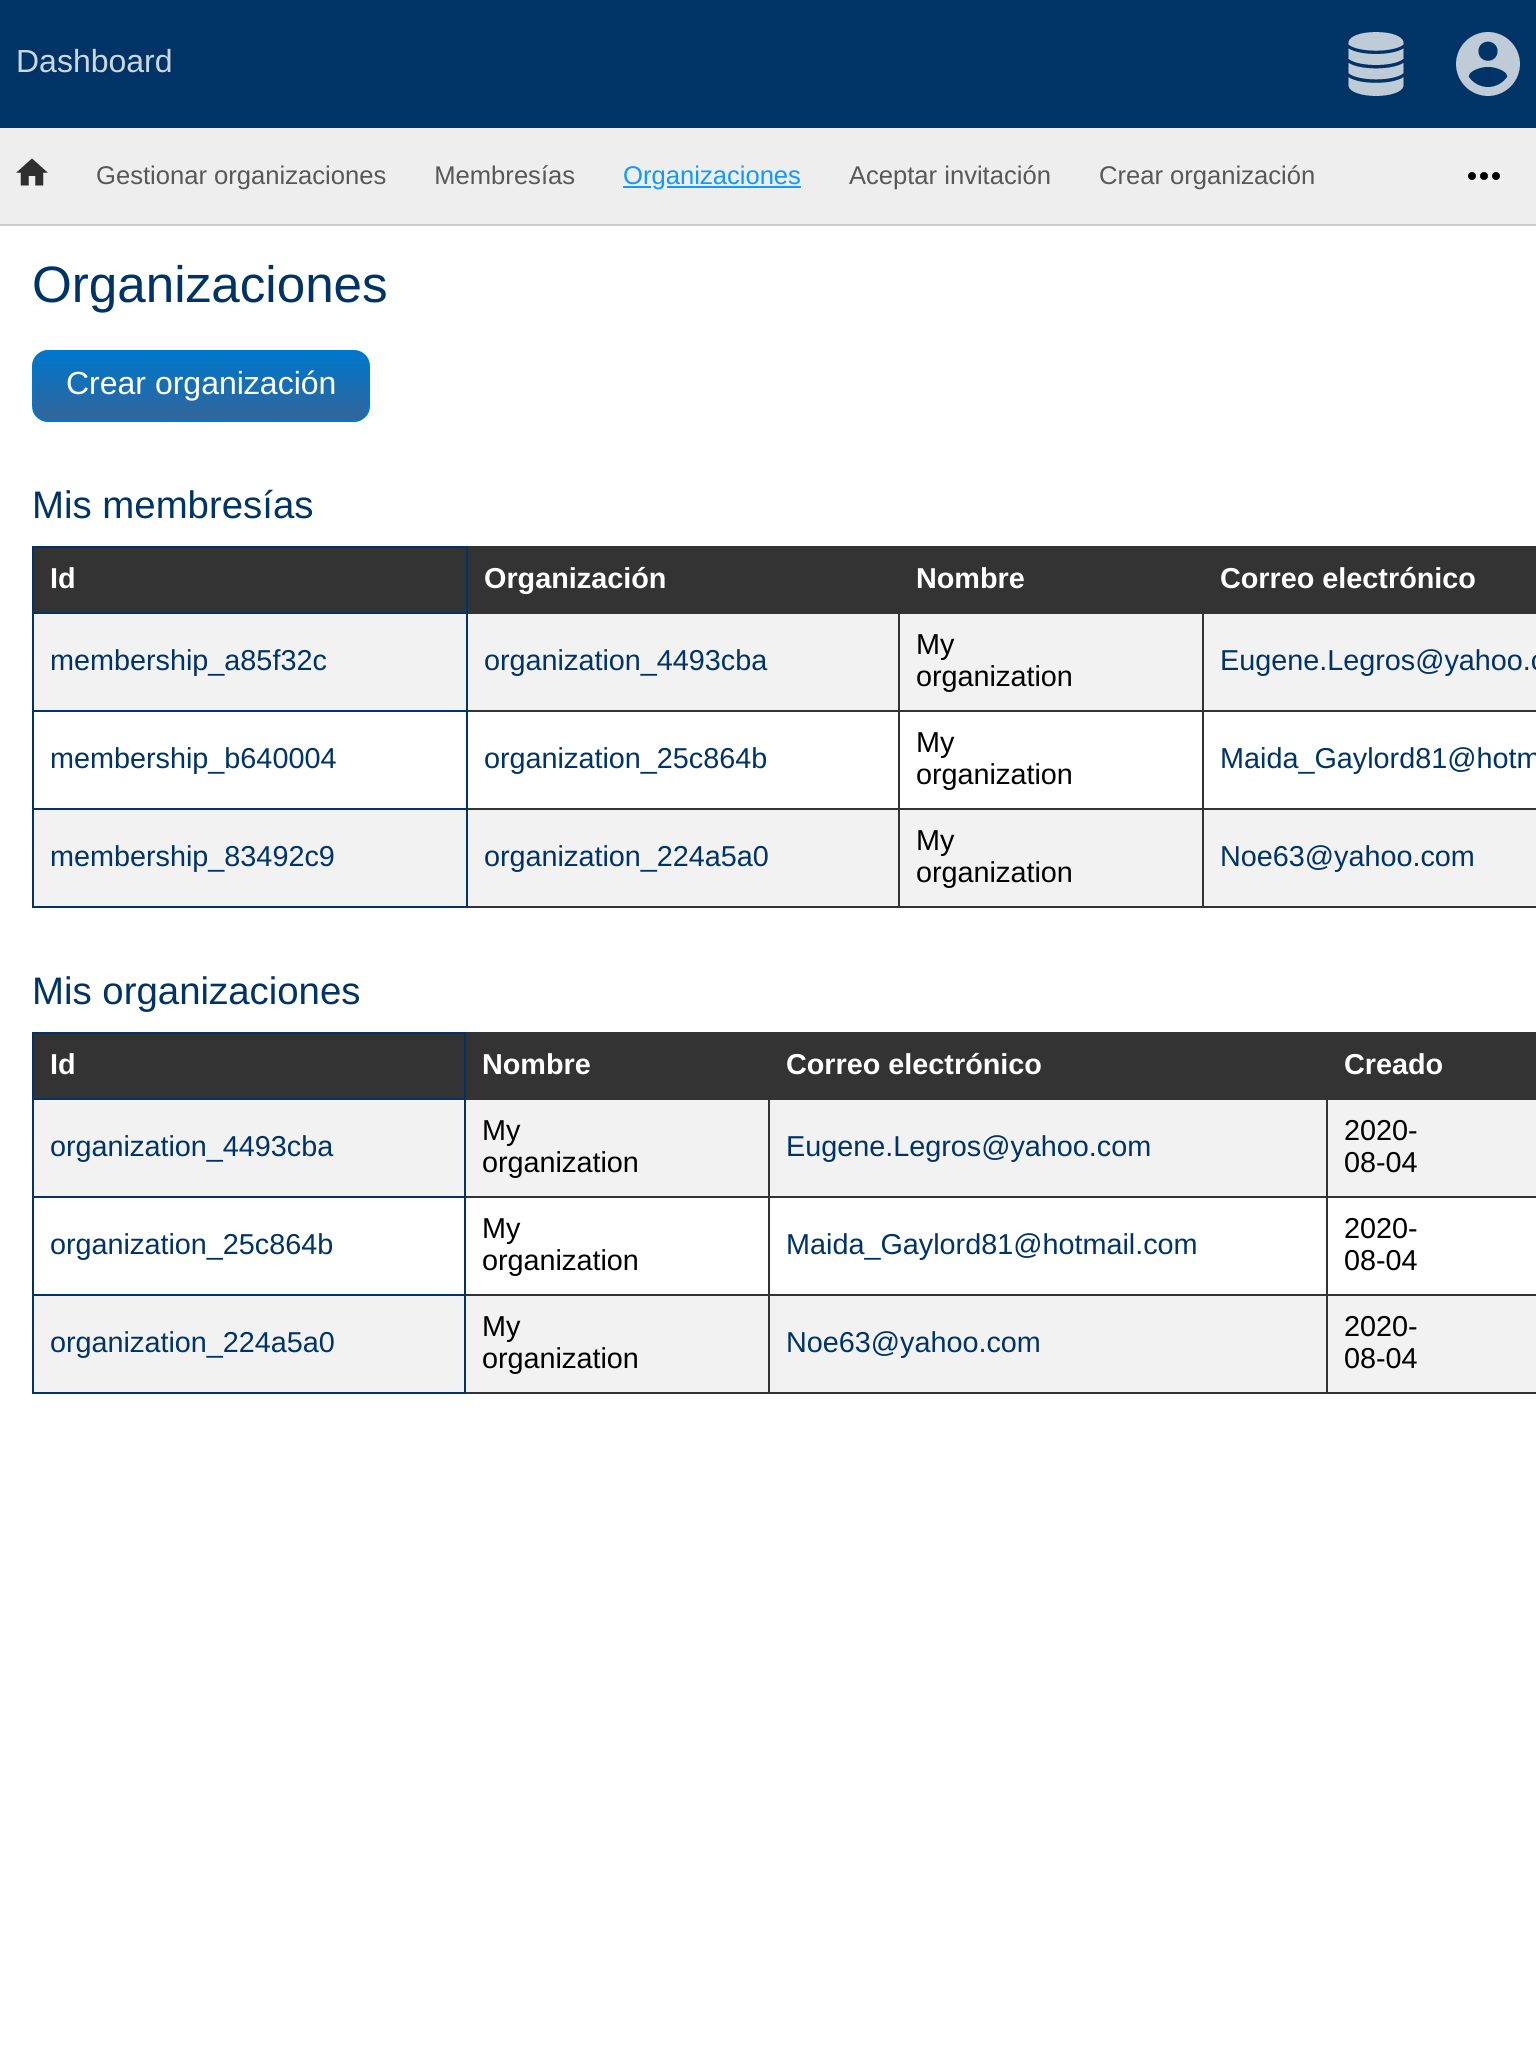 Dashboard
Gestionar organizaciones Membresías Organizaciones Aceptar invitación Crear organización
Organizaciones
Crear organización
Mis membresías
Id Organización Nombre Correo electrónico
membership_a85f32c organization_4493cba My organization Eugene.Legros@yahoo.
membership_b640004 organization_25c864b My organization Maida_Gaylord81@hotm
membership_83492c9 organization_224a5a0 My organization Noe63@yahoo.com
Mis organizaciones
Id Nombre Correo electrónico Creado
organization_4493cba My organization Eugene.Legros@yahoo.com 2020-08-04
organization_25c864b My organization Maida_Gaylord81@hotmail.com 2020-08-04
organization_224a5a0 My organization Noe63@yahoo.com 2020-08-04